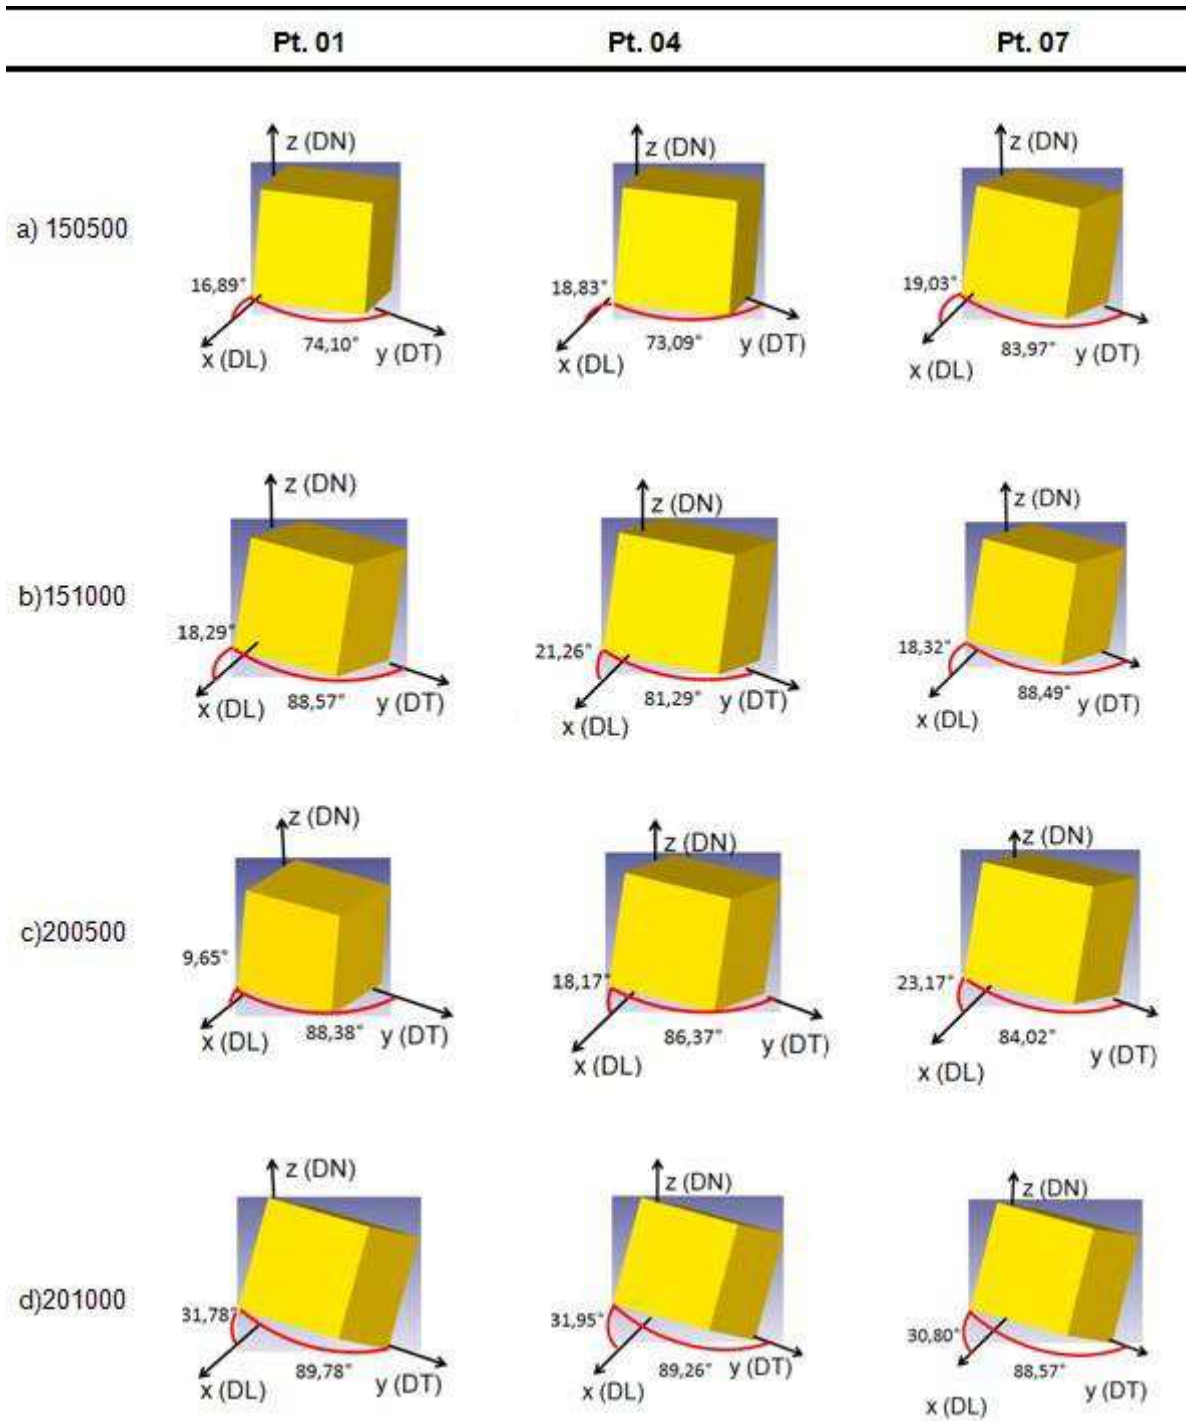 Pt. 01 Pt. 04 Pt. 07
z (DN) z (DN) z (DN)
a) 150500
16,89° 18,83° 19,03°
74,10° 73,09° 83,97°
x (DL) y (DT) x (DL) y (DT) x (DL) y (DT)
z (DN) z (DN) z (DN)
b)151000
18,29° 21,26° 18,32°
88,57° 81,29° 88,49°
x (DL) y (DT) x (DL) y (DT) x (DL) y (DT)
z (DN) z (DN) z (DN)
c)200500
9,65° 18,17° 23,17°
88,38° 86,37° 84,02°
x (DL) y (DT) x (DL) y (DT) x (DL) y (DT)
z (DN) z (DN) z (DN)
d)201000
31,78° 31,95° 30,80°
89,78° 89,26° 88,57°
x (DL) y (DT) x (DL) y (DT) x (DL) y (DT)